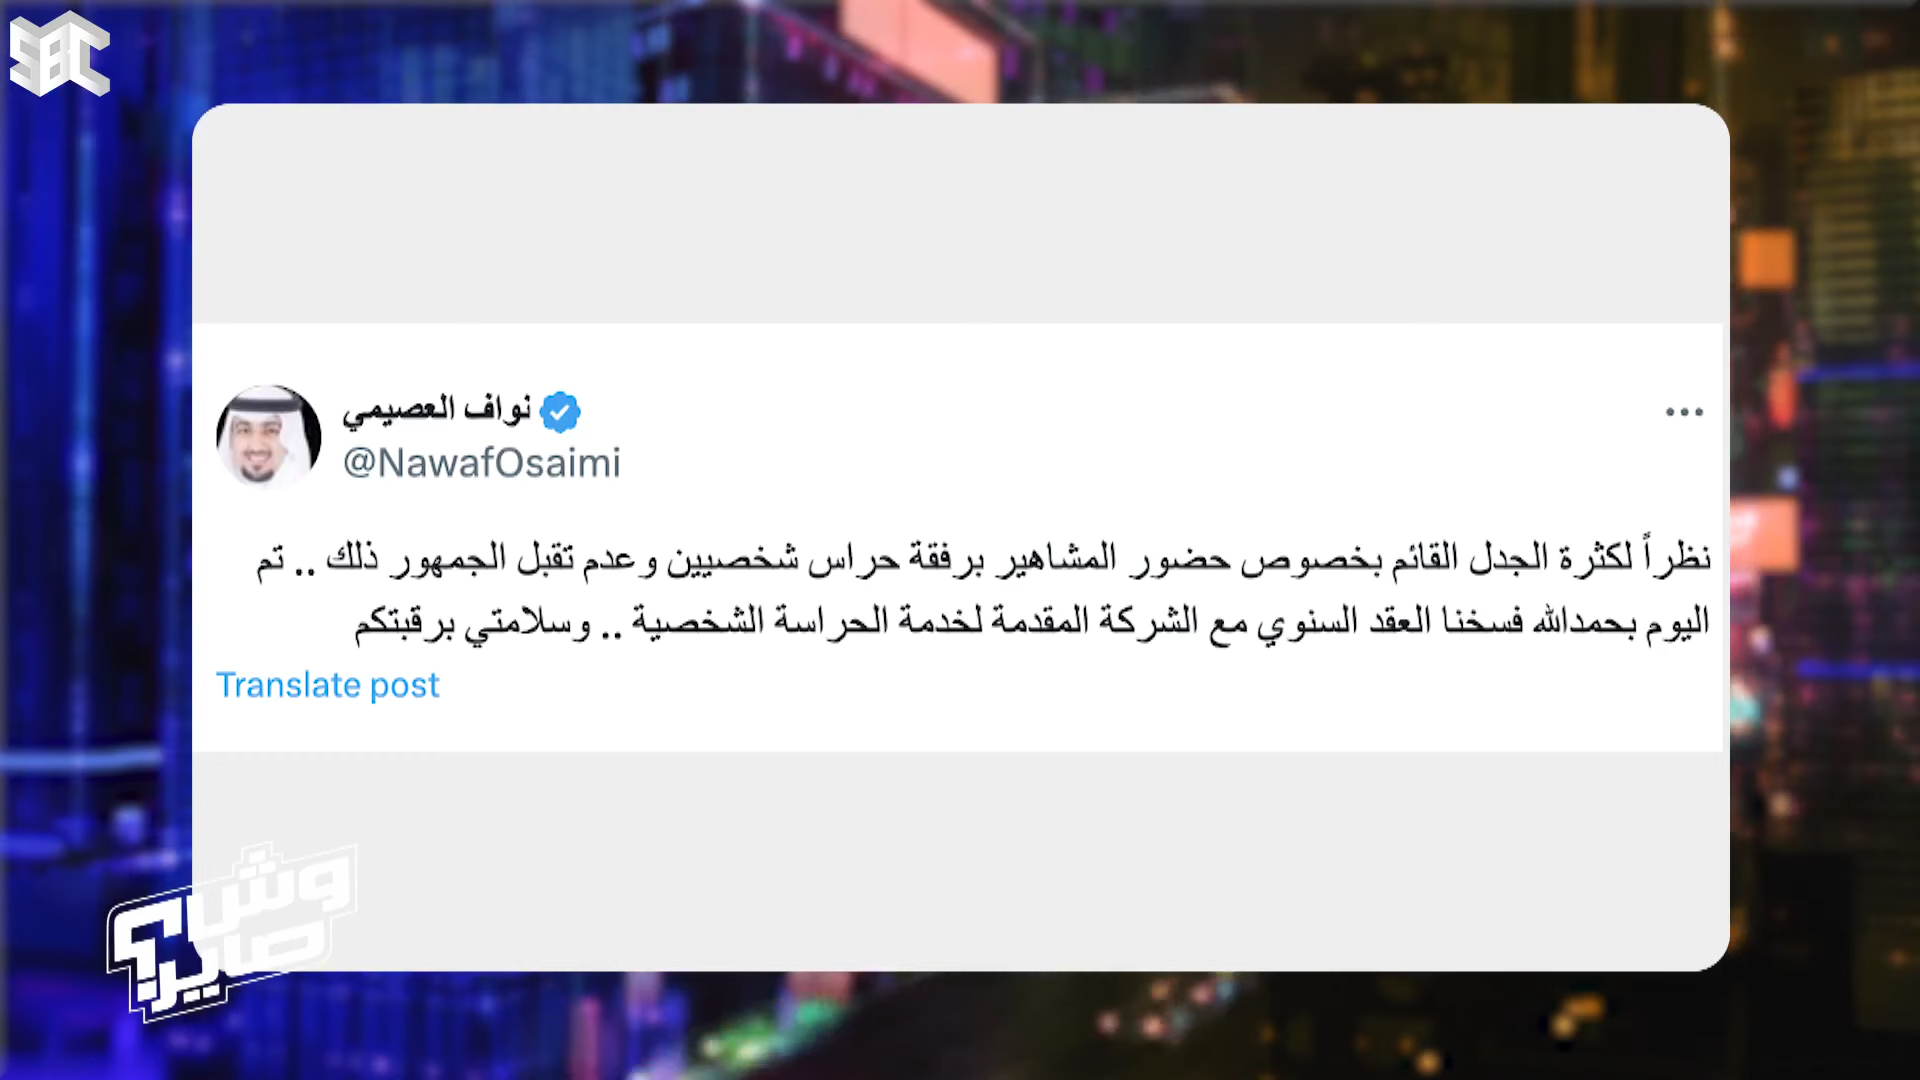 SBC
نواف العصيمي
@NawafOsaimi
نظراً لكثرة الجدل القائم بخصوص حضور المشاهير برفقة حراس شخصيين وعدم تقبل الجمهور ذلك .. تم
اليوم بحمدالله فسخنا العقد السنوي مع الشركة المقدمة لخدمة الحراسة الشخصية .. وسلامتي برقبتكم
Translate post
وش
صاير؟